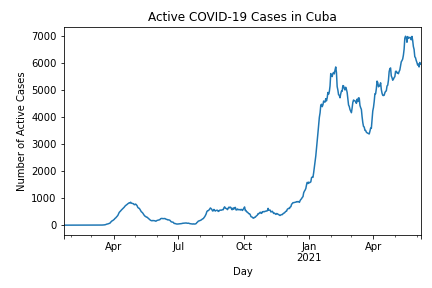 Active COVID-19 Cases in Cuba
7000
6000
5000
4000
3000
2000
1000
0
Number of Active Cases
Apr
Jul
Oct
Jan
2021
Apr
Day